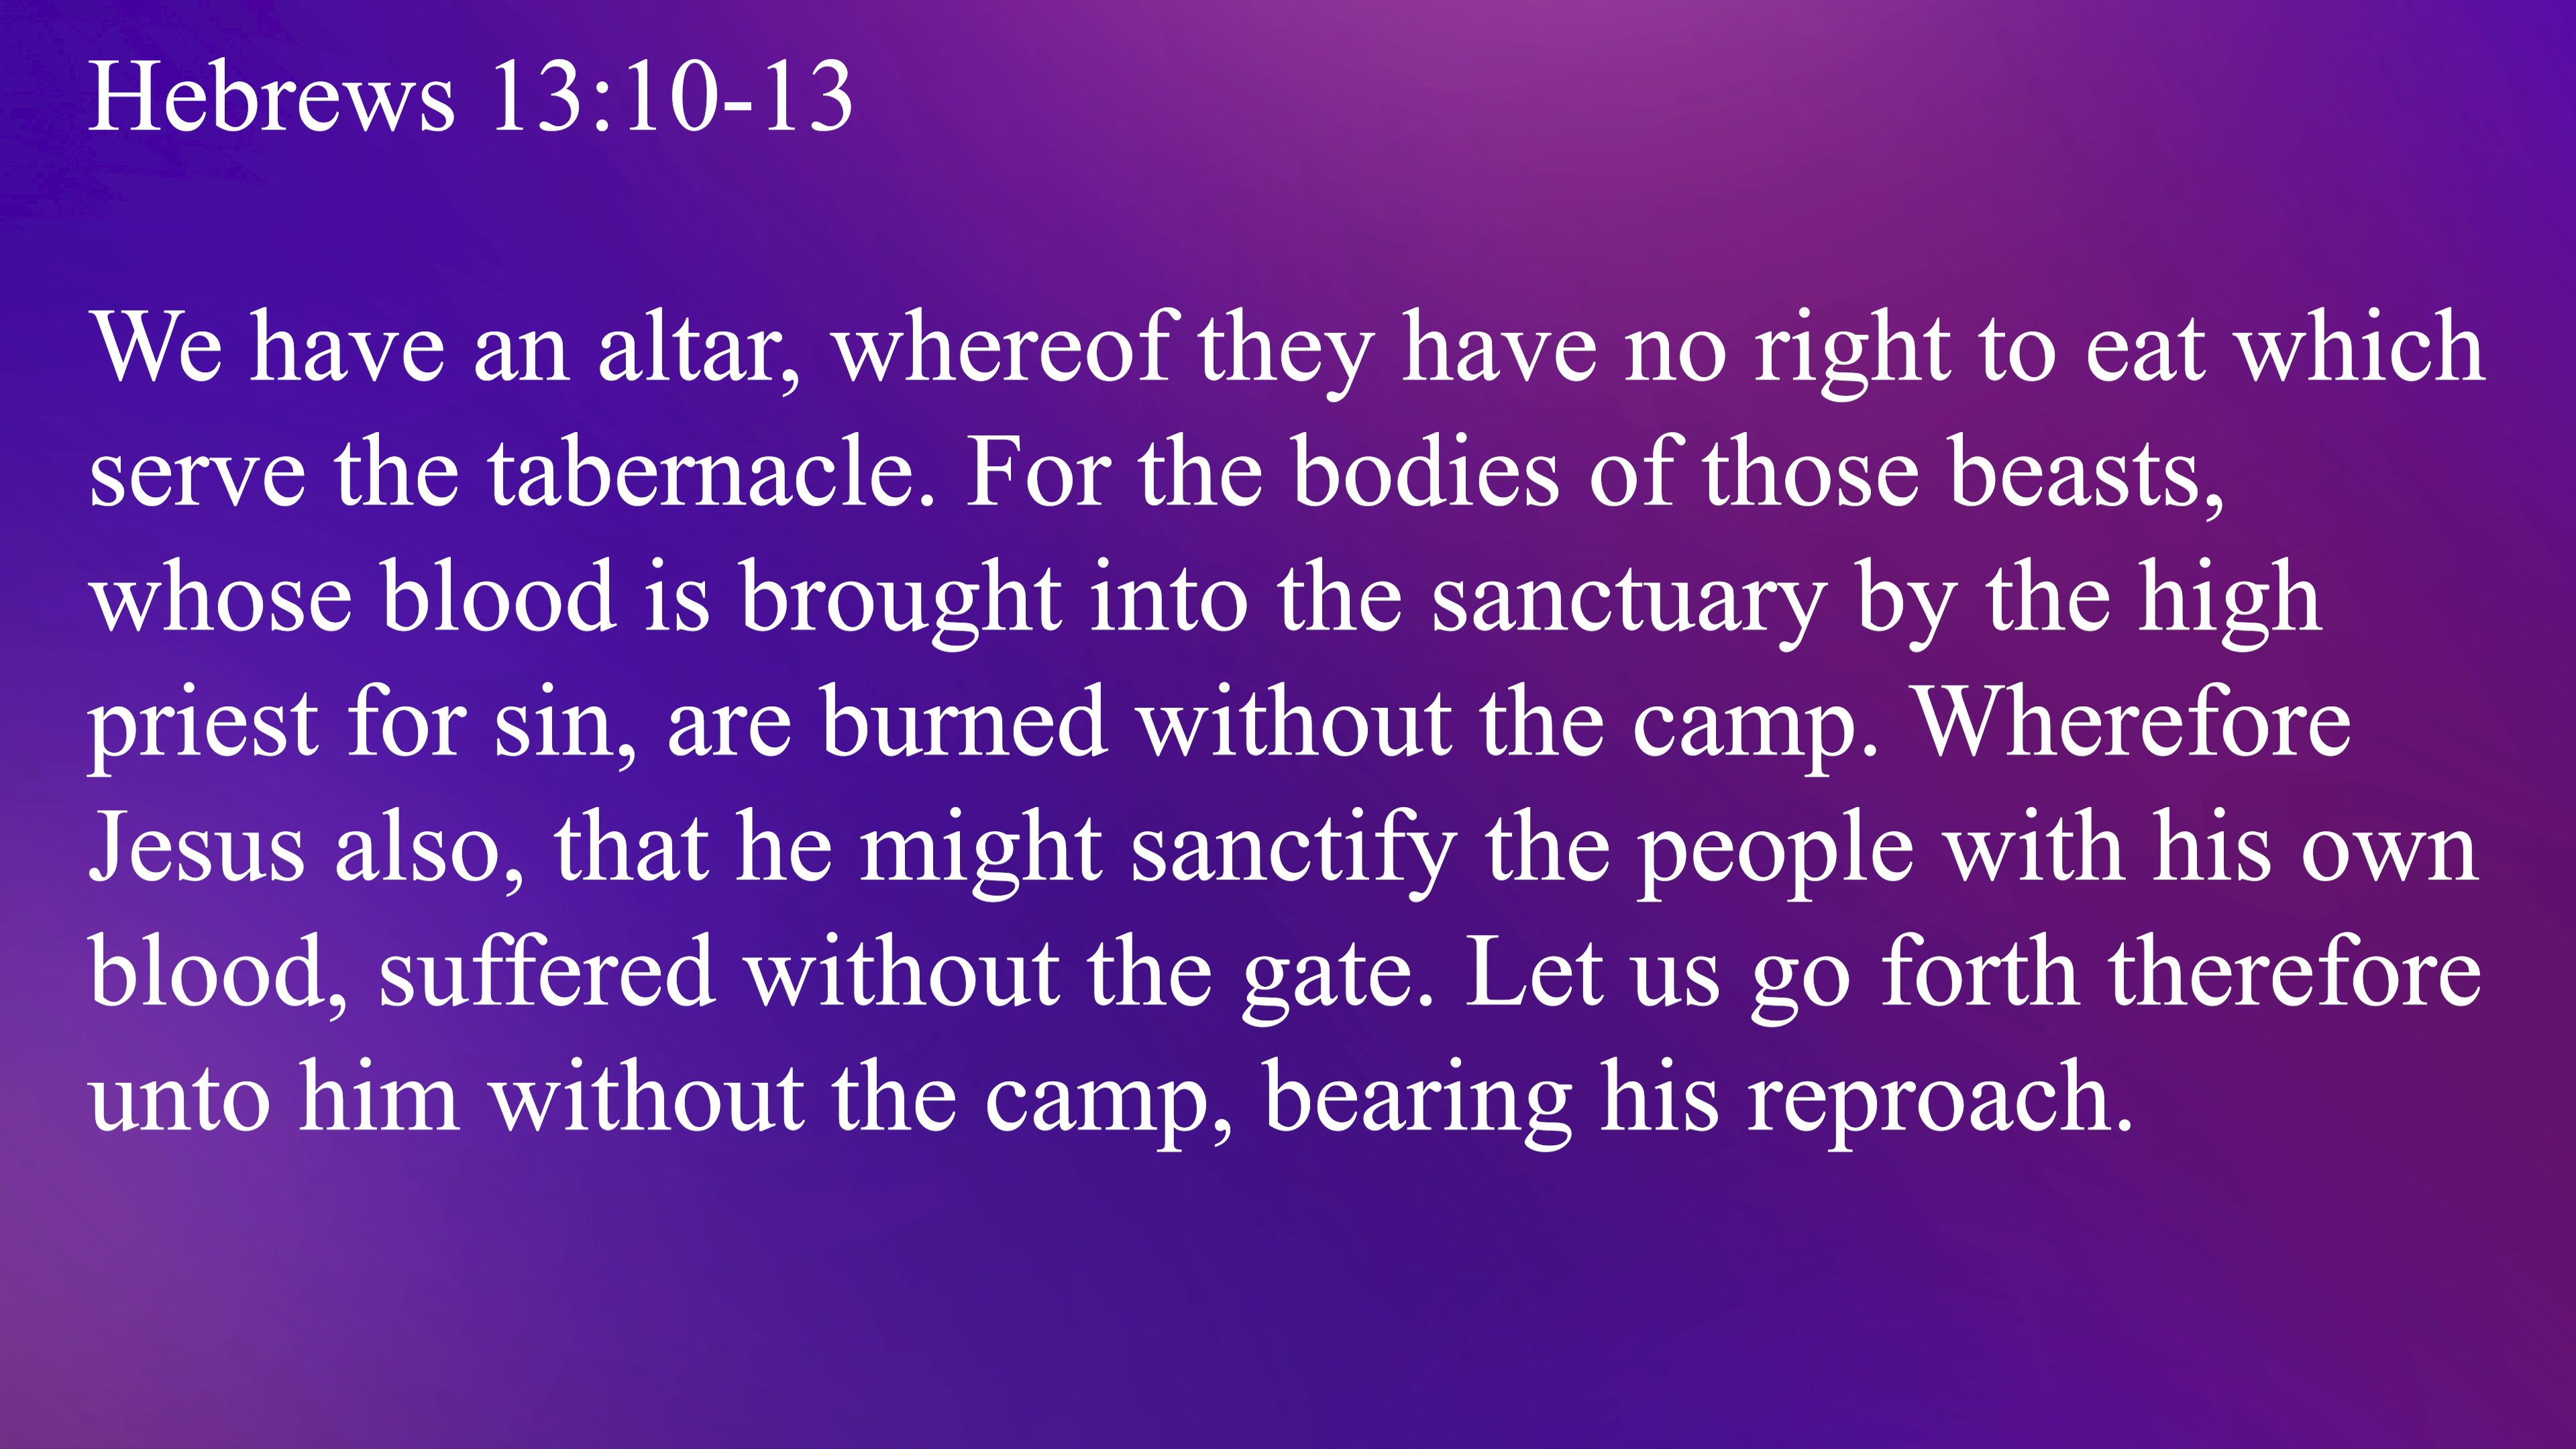 Hebrews 13:10-13
We have an altar, whereof they have no right to eat which
serve the tabernacle. For the bodies of those beasts,
whose blood is brought into the sanctuary by the high
priest for sin, are burned without the camp. Wherefore
Jesus also, that he might sanctify the people with his own
blood, suffered without the gate. Let us go forth therefore
unto him without the camp, bearing his reproach.